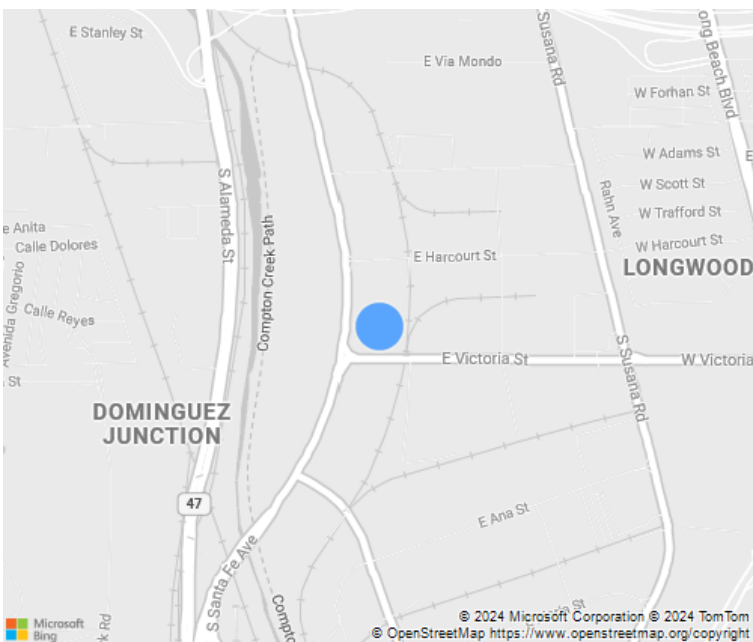 E Stanley St
E Via Mondo
S Susana Rd
ong Beach Blvd
W Forhan St
W Adams St
E
S Alameda St
W Scott St
Rahn Ave
W Trafford St
e Anita
Calle Dolores
Compton Creek Path
E Harcourt St
W Harcourt St
LONGWOOD
Avenida Gregorio
Calle Reyes
E Victoria St
W Victoria
S Susana Rd
St
DOMINGUEZ
JUNCTION
47
E Ana St
S Santa Fe Ave
Compto
k Rd
Microsoft
Bing
© 2024 Microsoft Corporation © 2024 TomTom
© OpenStreetMap https://www.openstreetmap.org/copyright